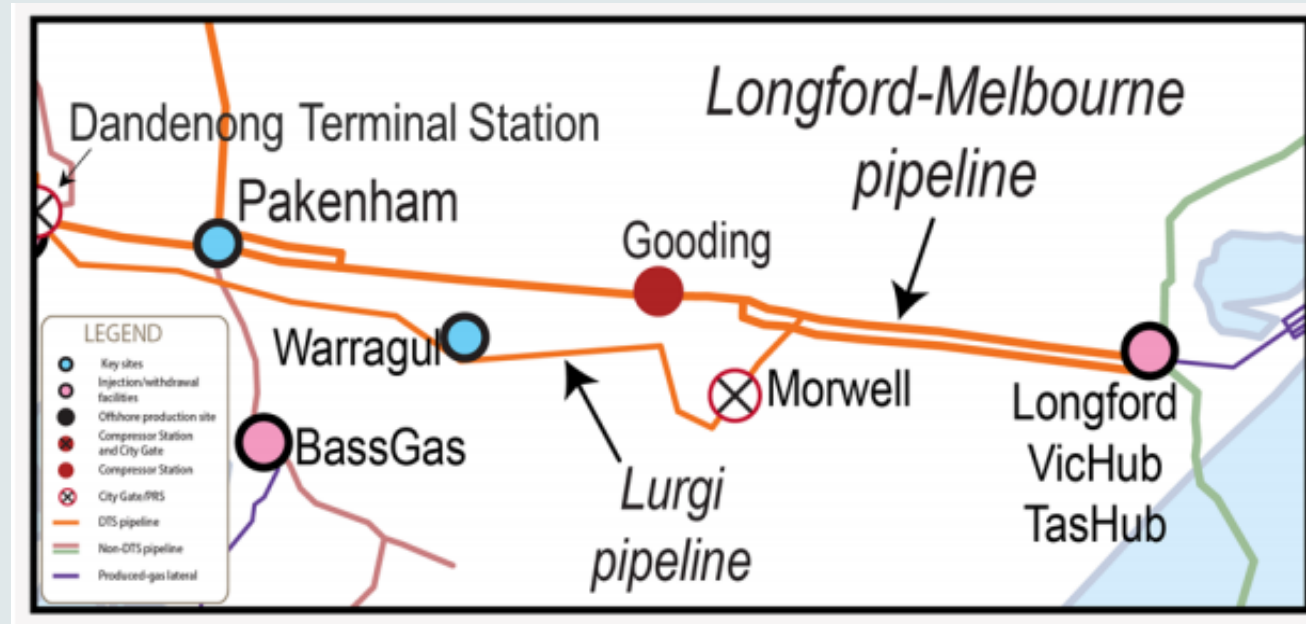 Longford-Melbourne
pipeline
Dandenong Terminal Station
Pakenham
Gooding
Warragul
Morwell
Longford
VicHub
TasHub
BassGas
Lurgi
pipeline
LEGEND
Key sites
Injection/withdrawal
facilities
Offshore production site
Compressor Station
and City Gate
Compressor Station
City Gate/PRS
DTS pipeline
Non-DTS pipeline
Produced-gas lateral